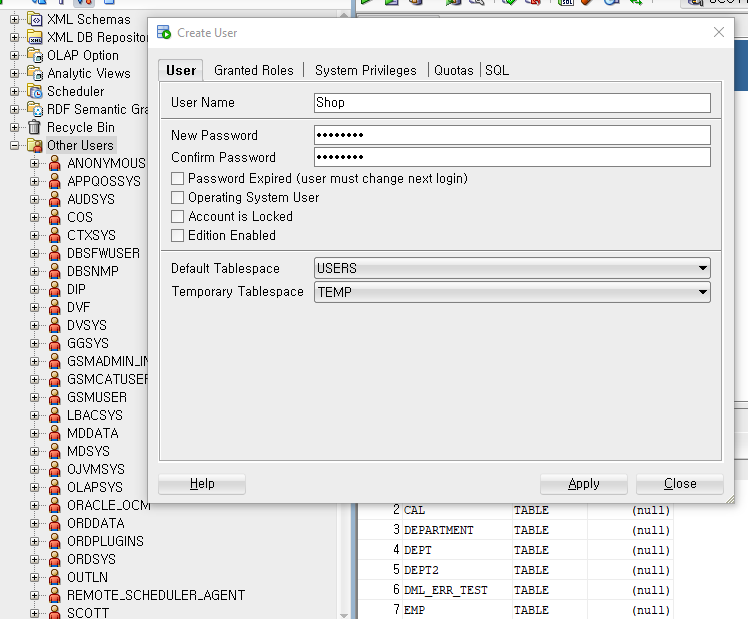 XML Schemas
XML DB Reposito
OLAP Option
Analytic Views
Scheduler
RDF Semantic Gra
Recycle Bin
Other Users
ANONYMOUS
APPQOSSYS
AUDSYS
COS
CTXSYS
DBSFWUSER
DBSNMP
DIP
DVF
DVSYS
GGSYS
GSMADMIN_IN
GSMCATUSER
GSMUSER
LBACSYS
MDDATA
MDSYS
OJVMSYS
OLAPSYS
ORACLE_OCM
ORDDATA
ORDPLUGINS
ORDSYS
OUTLN
REMOTE_SCHEDULER_AGENT
SCOTT
Create User
User Granted Roles System Privileges Quotas SQL
User Name Shop
New Password ••••••••
Confirm Password ••••••••
Password Expired (user must change next login)
Operating System User
Account is Locked
Edition Enabled
Default Tablespace USERS
Temporary Tablespace TEMP
Help Apply Close
2 CAL TABLE (null)
3 DEPARTMENT TABLE (null)
4 DEPT TABLE (null)
5 DEPT2 TABLE (null)
6 DML_ERR_TEST TABLE (null)
7 EMP TABLE (null)